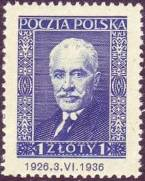 POCZTA POLSKA
1 ZŁOTY 1
1926.3.VI.1936